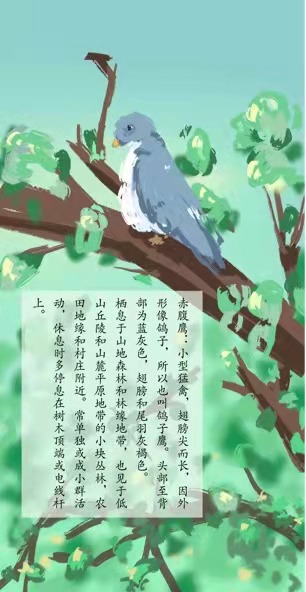 赤腹鹰：小型猛禽，翅膀尖而长，因外
形像鸽子，所以也叫鸽子鹰。头部至背
部为蓝灰色，翅膀和尾羽灰褐色。
栖息于山地森林和林缘地带，也见于低
山丘陵和山麓平原地带的小块丛林，农
田地缘和村庄附近。常单独或成小群活
动，休息时多停息在树木顶端或电线杆
上。